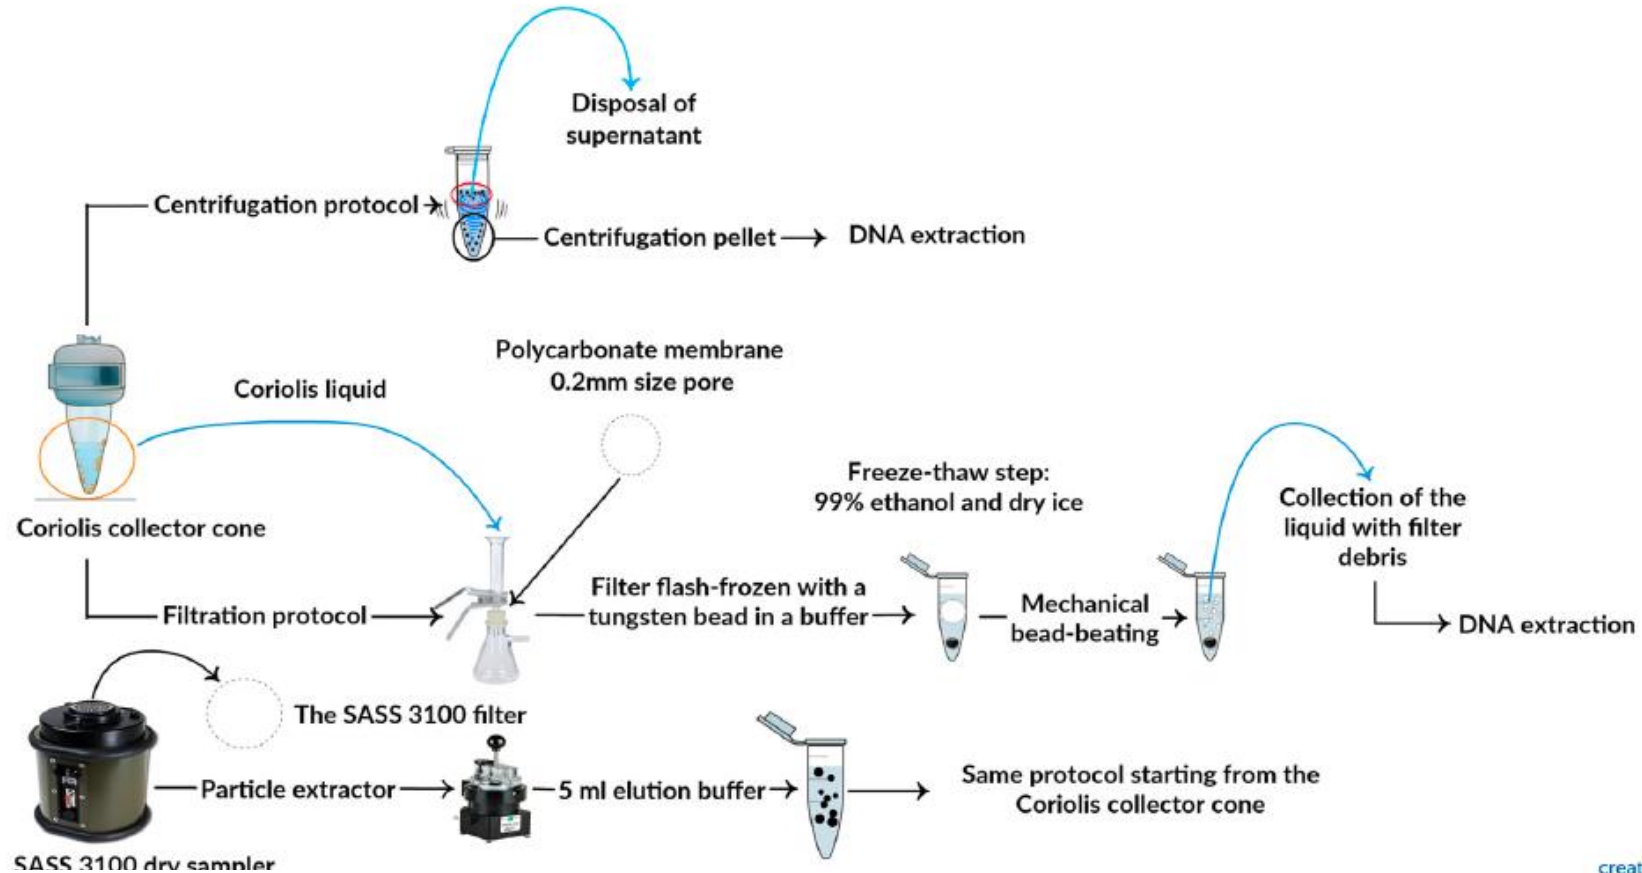 Disposal of
supernatant
Centrifugation protocol
Centrifugation pellet
DNA extraction
Polycarbonate membrane
0.2mm size pore
Coriolis liquid
Freeze-thaw step:
99% ethanol and dry ice
Collection of the
liquid with filter
debris
Coriolis collector cone
Filter flash-frozen with a
tungsten bead in a buffer
Filtration protocol
Mechanical
bead-beating
DNA extraction
The SASS 3100 filter
Particle extractor
5 ml elution buffer
Same protocol starting from the
Coriolis collector cone
SASS 3100 dry sampler
creat